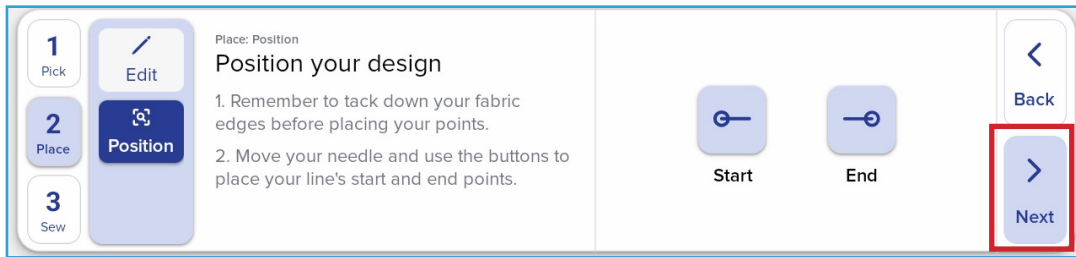 1
Pick
2
Place
3
Sew
Edit
Position
Place: Position
Position your design
1. Remember to tack down your fabric
edges before placing your points.
2. Move your needle and use the buttons to
place your line's start and end points.
Start
End
Back
Next